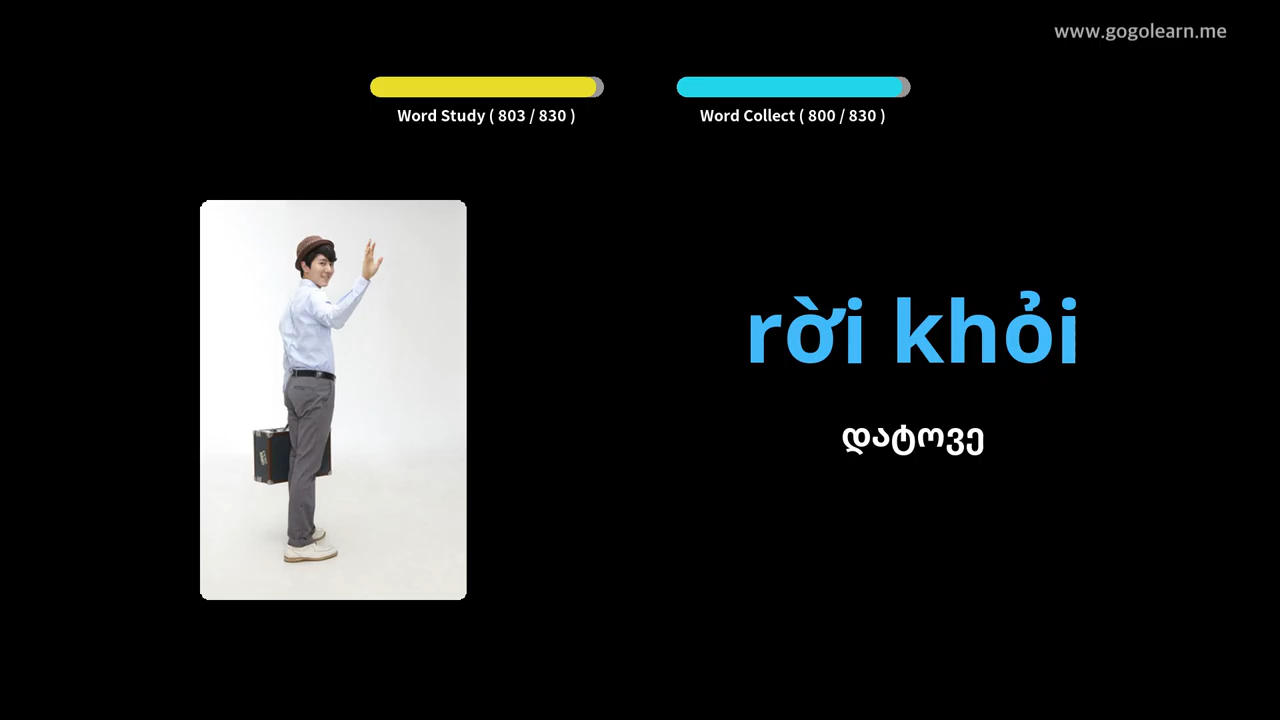 www.gogolearn.me
Word Study ( 803 / 830 )
Word Collect ( 800 / 830 )
rời khỏi
დატოვე